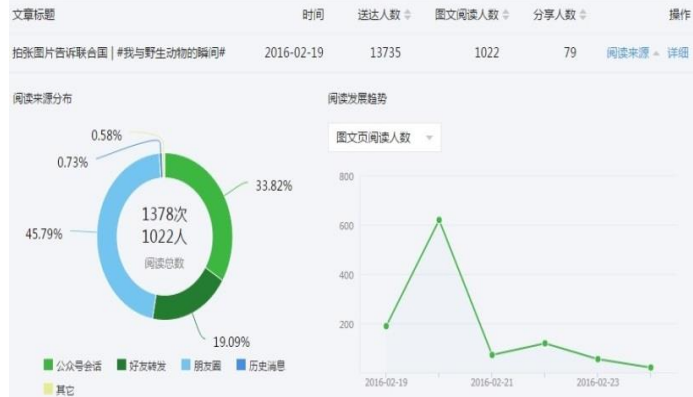 文章标题 时间 送达人数 图文阅读人数 分享人数 操作
拍张图片告诉联合国 | #我与野生动物的瞬间# 2016-02-19 13735 1022 79 阅读来源 详细
阅读来源分布
0.58%
0.73%
33.82%
45.79%
1378次
1022人
阅读总数
19.09%
公众号会话 好友转发 朋友圈 历史消息
其它
阅读发展趋势
图文页阅读人数
800
600
400
200
2016-02-19 2016-02-21 2016-02-23